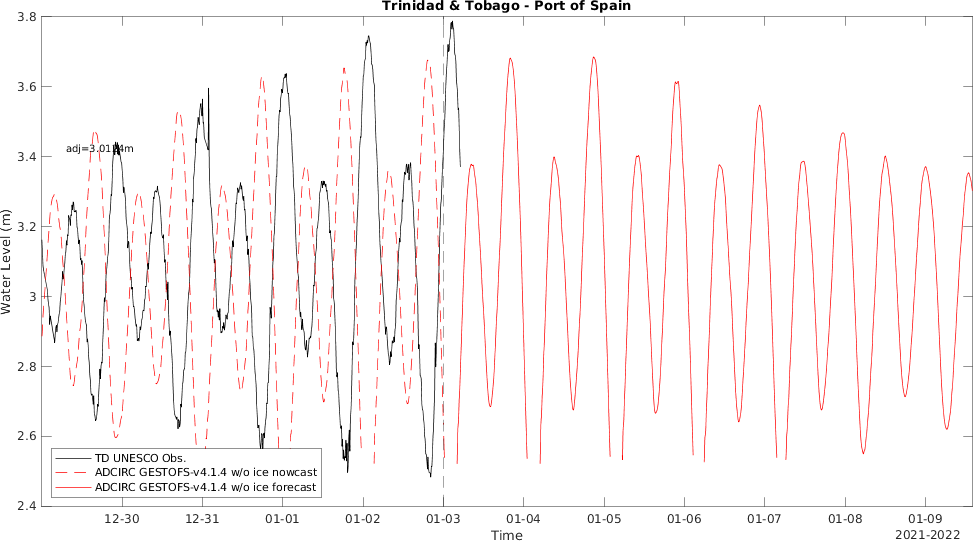 Trinidad & Tobago - Port of Spain
3.8
3.6
3.4
3.2
3
2.8
2.6
2.4
Water Level (m)
TD UNESCO Obs.
ADCIRC GESTOFS-v4.1.4 w/o ice nowcast
ADCIRC GESTOFS-v4.1.4 w/o ice forecast
12-30 12-31 01-01 01-02 01-03 01-04 01-05 01-06 01-07 01-08 01-09
Time
2021-2022